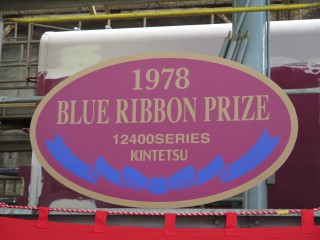 1978
BLUE RIBBON PRIZE
12400SERIES
KINTETSU